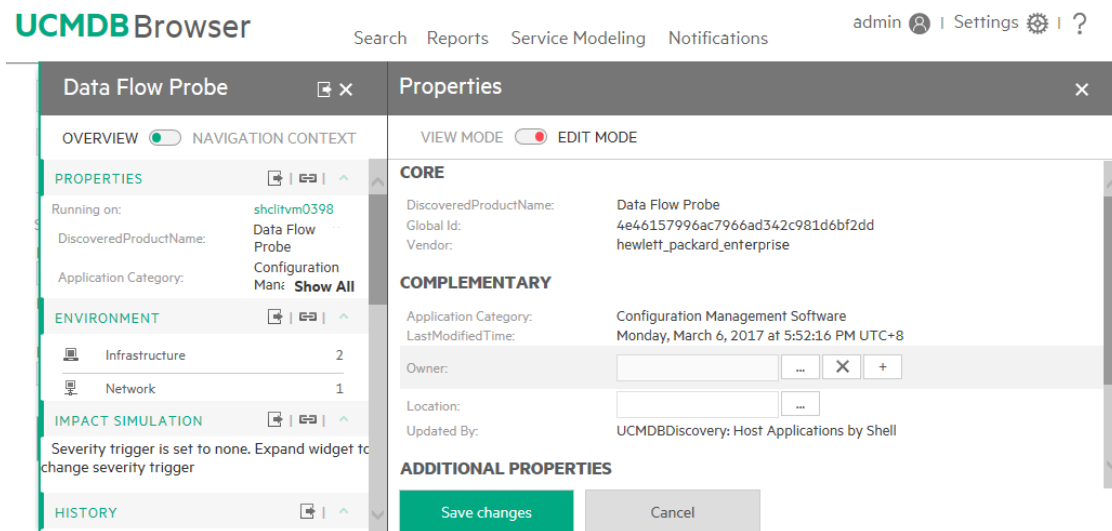 UCMDB Browser
Search Reports Service Modeling Notifications
admin | Settings | ?
Data Flow Probe
OVERVIEW NAVIGATION CONTEXT
PROPERTIES
Running on: shclitvm0398
DiscoveredProductName: Data Flow
Probe
Application Category: Configuration
Mana Show All
ENVIRONMENT
Infrastructure 2
Network 1
IMPACT SIMULATION
Severity trigger is set to none. Expand widget to
change severity trigger
HISTORY
Properties
VIEW MODE EDIT MODE
CORE
DiscoveredProductName: Data Flow Probe
Global Id: 4e46157996ac7966ad342c981d6bf2dd
Vendor: hewlett_packard_enterprise
COMPLEMENTARY
Application Category: Configuration Management Software
LastModifiedTime: Monday, March 6, 2017 at 5:52:16 PM UTC+8
Owner: ... +
Location: ...
Updated By: UCMDBDiscovery: Host Applications by Shell
ADDITIONAL PROPERTIES
Save changes Cancel